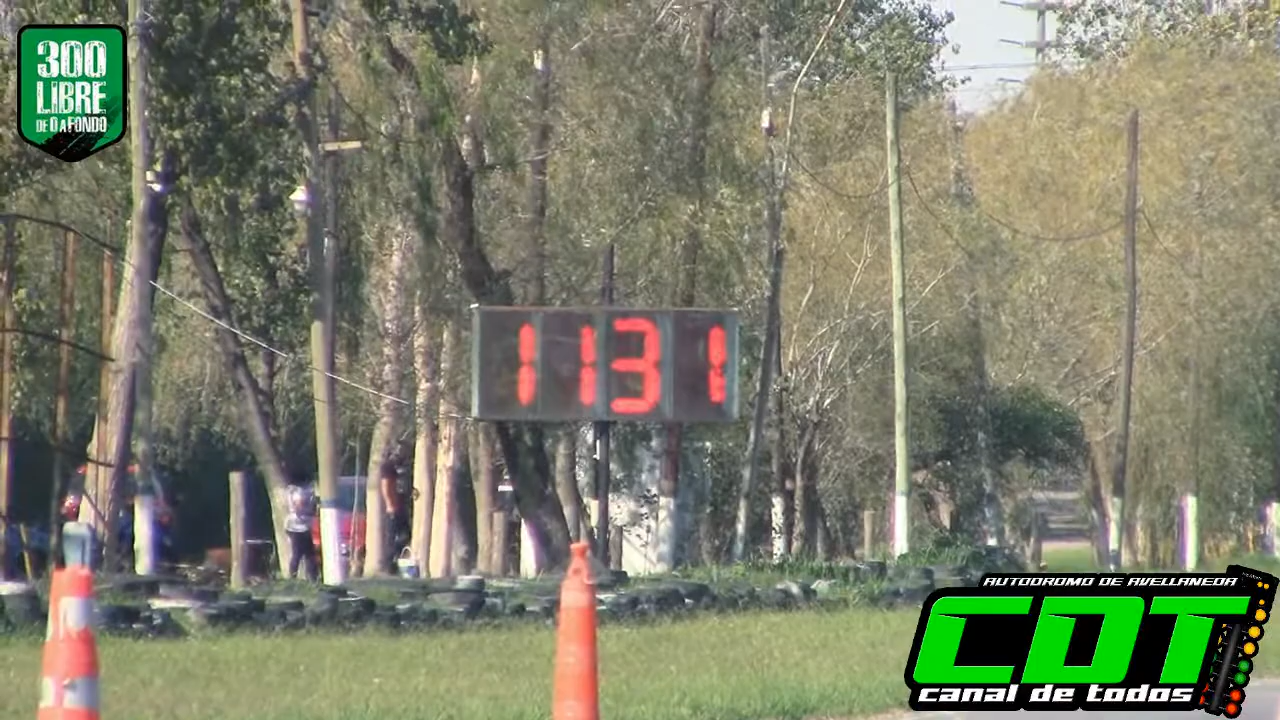 300
LIBRE
DE 0 A FONDO
1131
AUTODROMO DE AVELLANEDA
CDT
canal de todos